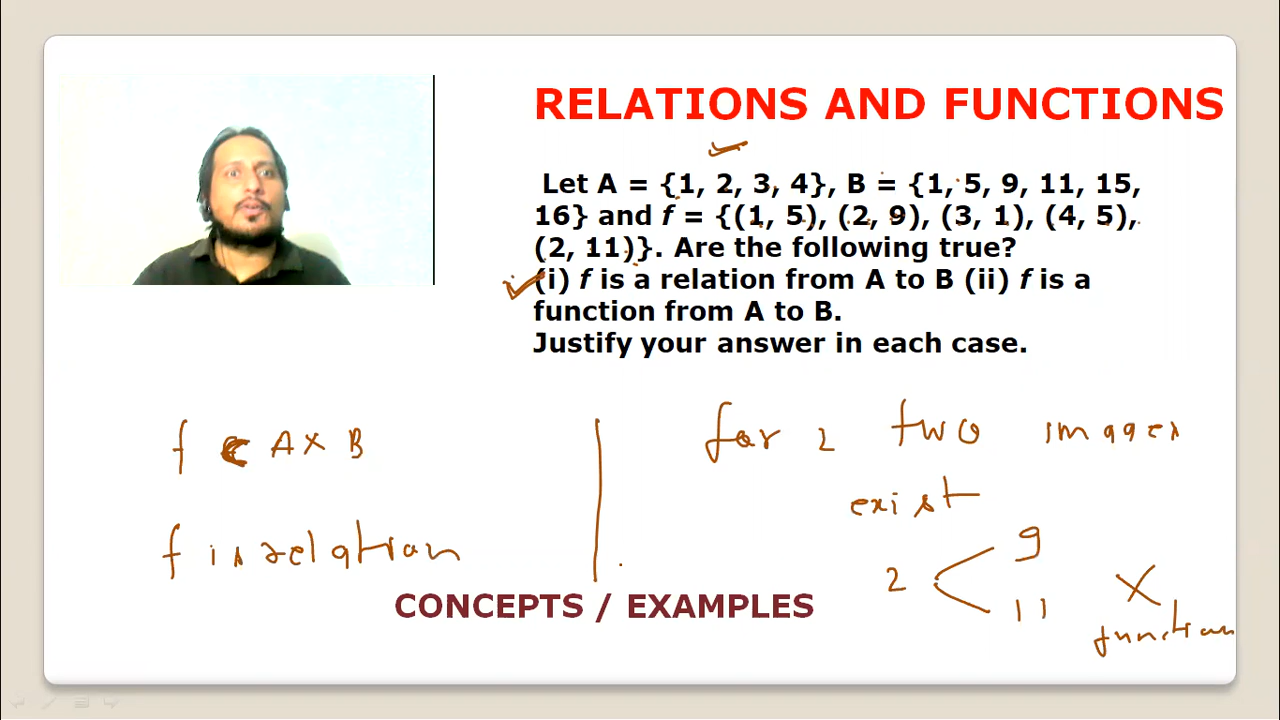 RELATIONS AND FUNCTIONS
Let A = {1, 2, 3, 4}, B = {1, 5, 9, 11, 15,
16} and f = {(1, 5), (2, 9), (3, 1), (4, 5),
(2, 11)}. Are the following true?
(i) f is a relation from A to B (ii) f is a
function from A to B.
Justify your answer in each case.
f ⊂ A × B
f is relation
for 2 two images
exist
2 9
11
× function
CONCEPTS / EXAMPLES